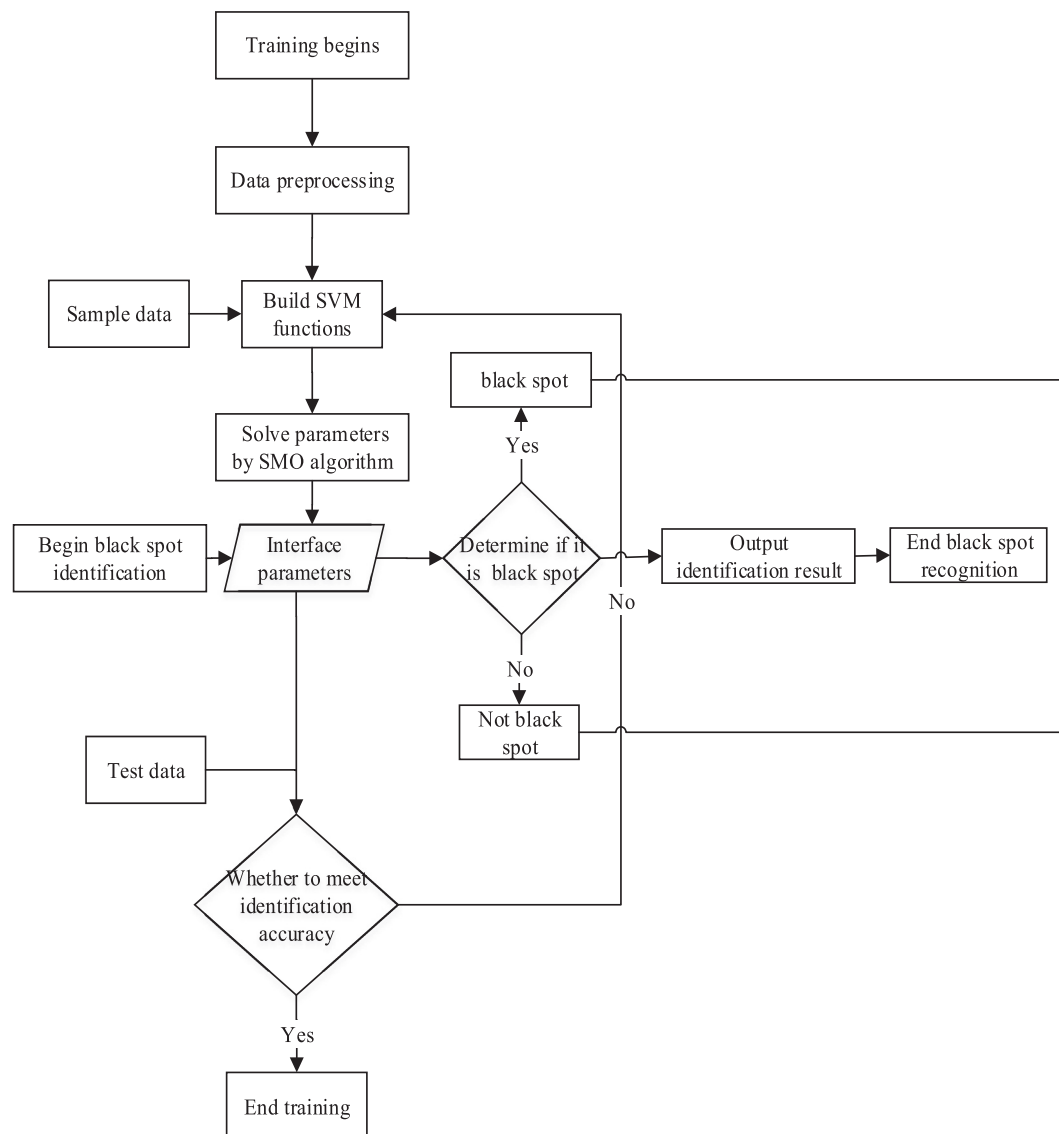 Training begins
Data preprocessing
Sample data
Build SVM
functions
black spot
Solve parameters
by SMO algorithm
Yes
Begin black spot
identification
Interface
parameters
Determine if it
is black spot
Output
identification result
End black spot
recognition
No
No
Not black
spot
Test data
Whether to meet
identification
accuracy
Yes
End training